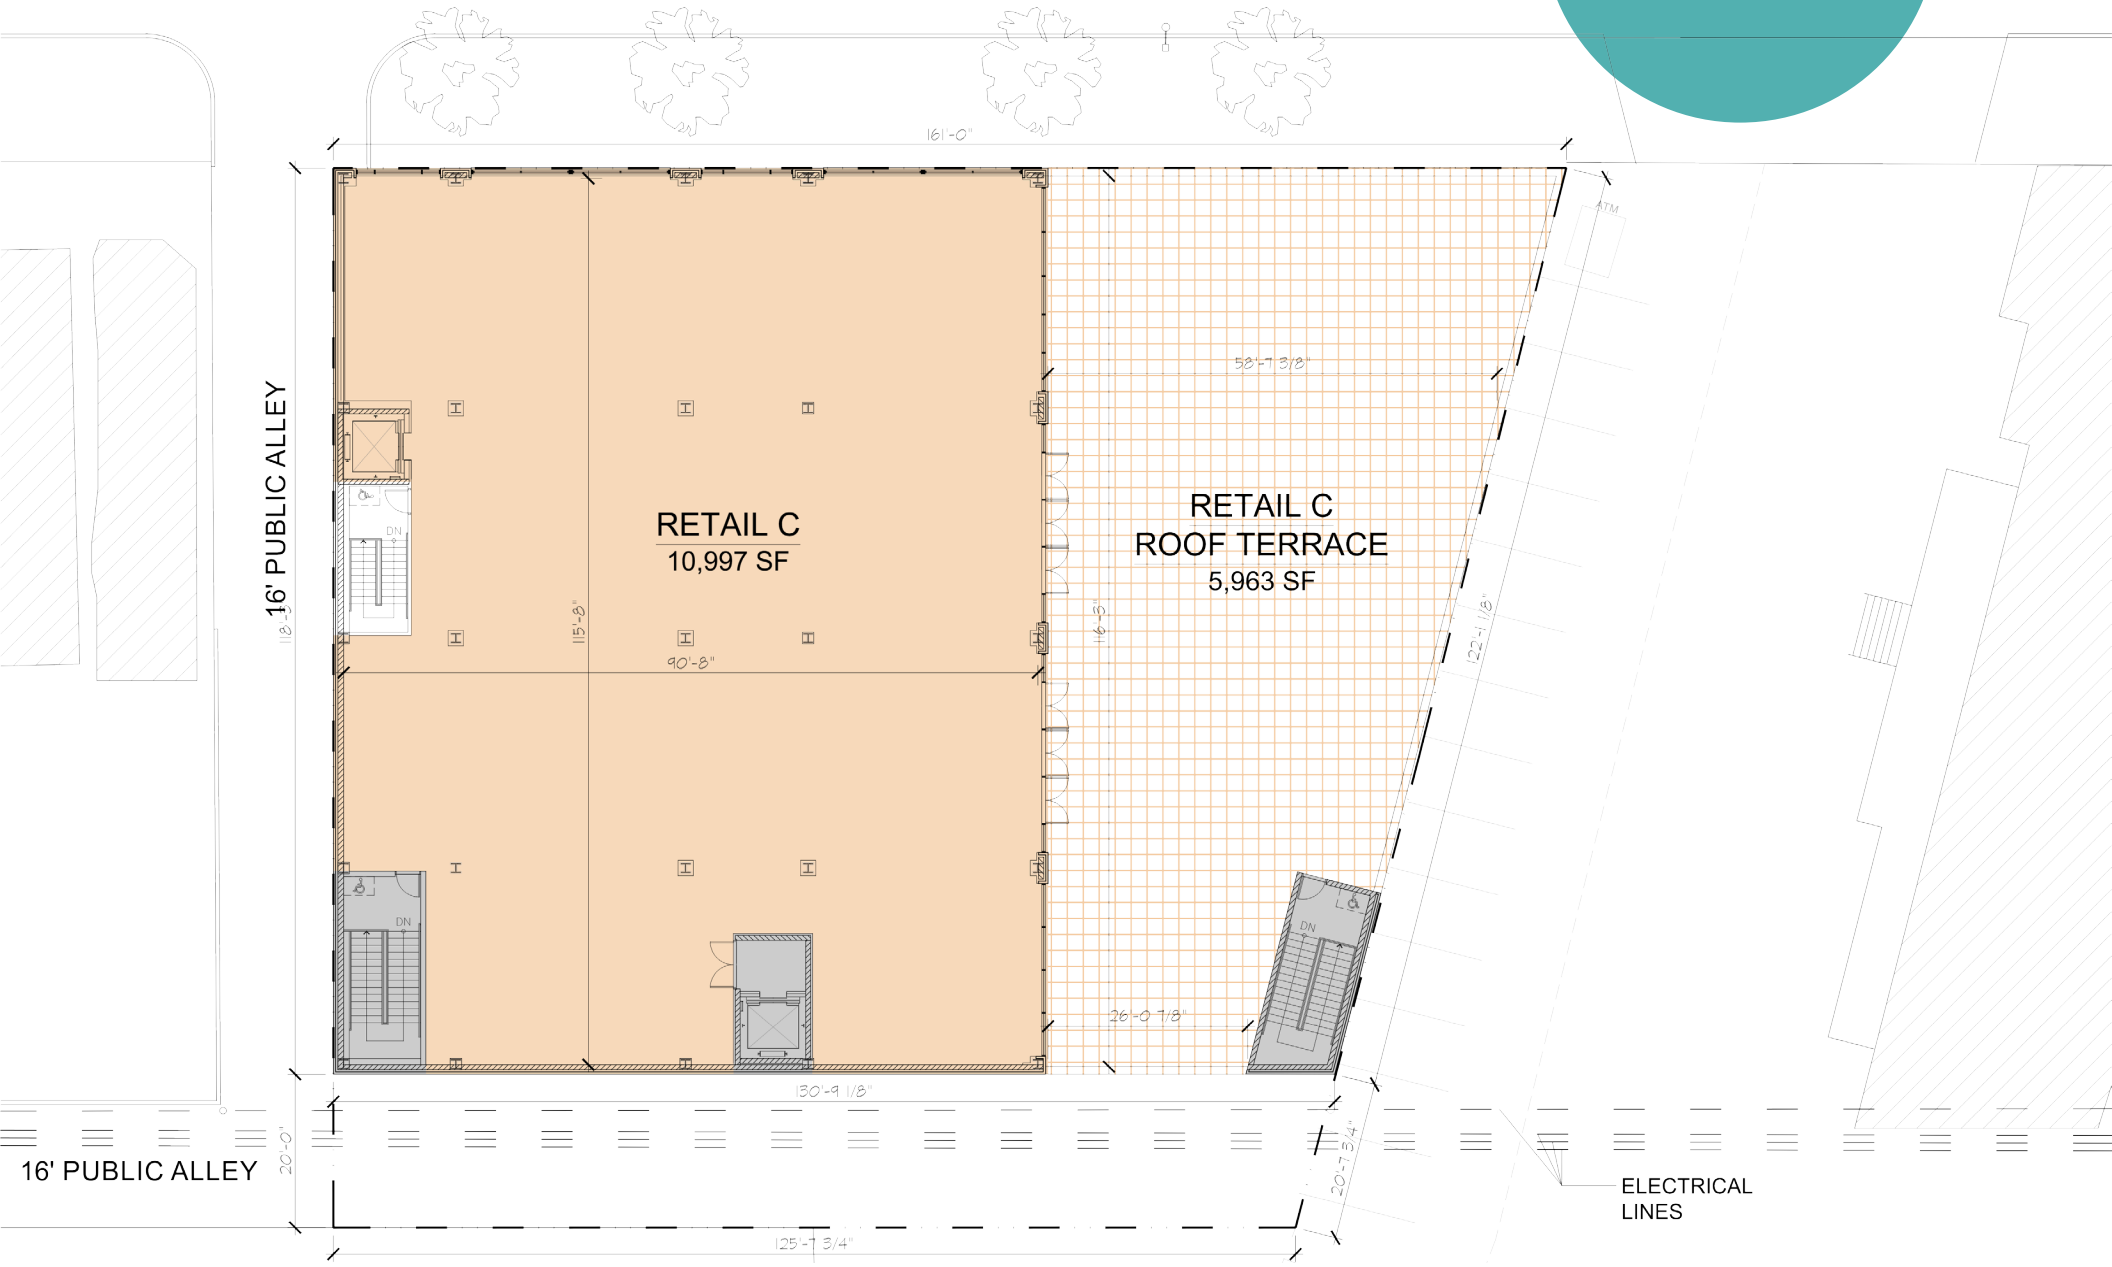 161'-0"
ATM
58'-7 3/8"
16' PUBLIC ALLEY
RETAIL C
10,997 SF
RETAIL C
ROOF TERRACE
5,963 SF
DN
115'-8"
116'-3"
122'-1 1/8"
90'-8"
DN
DN
26'-0 7/8"
130'-9 1/8"
20'-0"
20'-7 3/4"
16' PUBLIC ALLEY
ELECTRICAL
LINES
125'-7 3/4"